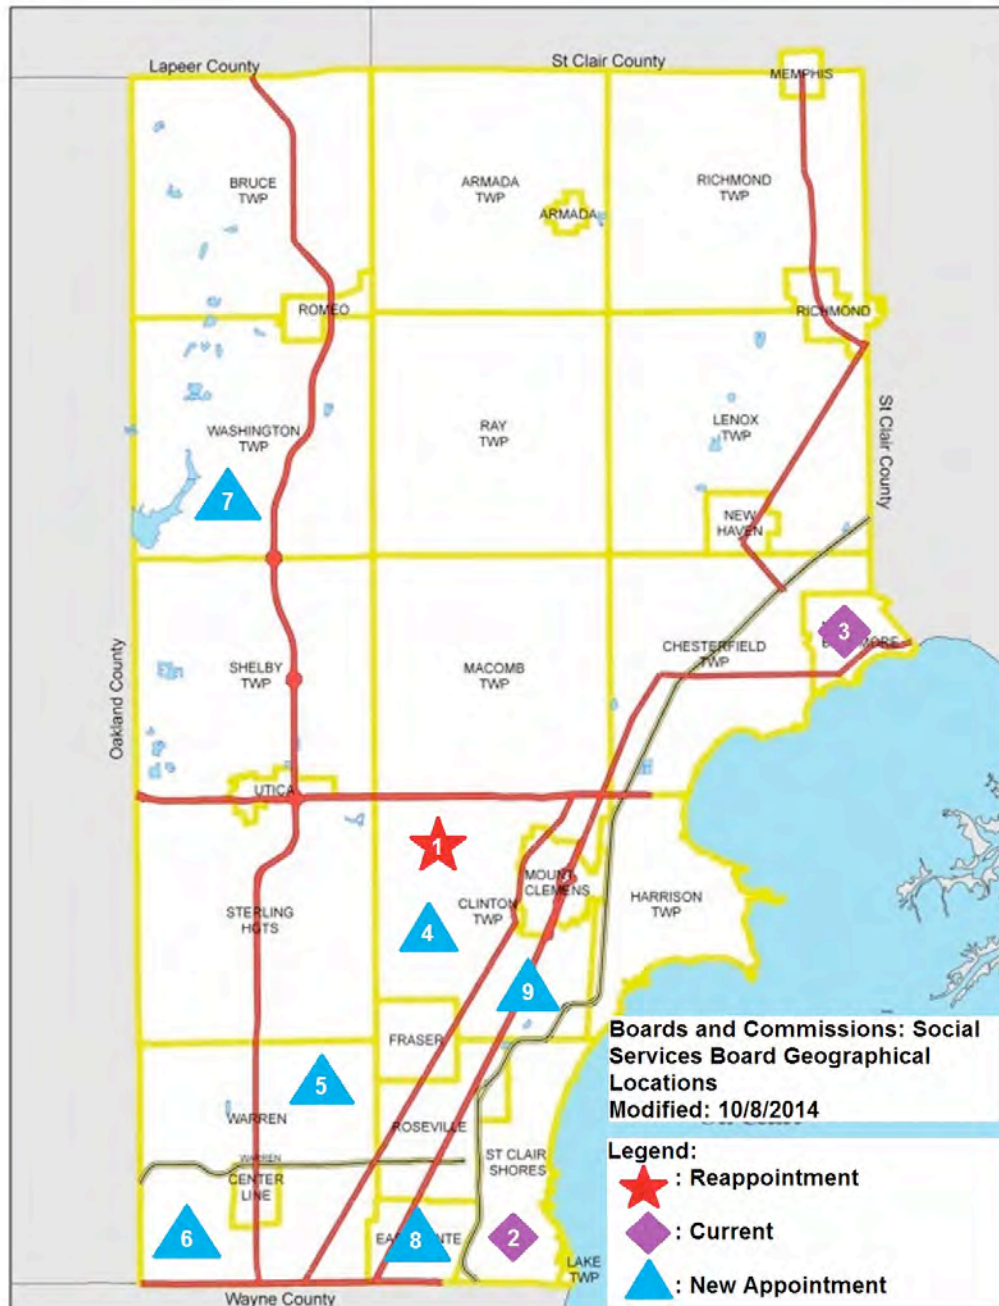 Lapeer County
St Clair County
MEMPHIS
BRUCE
TWP
ARMADA
TWP
RICHMOND
TWP
ARMADA
ROMEO
RICHMOND
WASHINGTON
TWP
RAY
TWP
LENOX
TWP
St Clair County
7
NEW
HAVEN
3
Oakland County
SHELBY
TWP
MACOMB
TWP
CHESTERFIELD
TWP
UTICA
1
MOUNT
CLEMENS
STERLING
HGTS
CLINTON
TWP
HARRISON
TWP
4
9
FRASER
5
WARREN
ROSEVILLE
ST CLAIR
SHORES
WARREN
CENTER
LINE
6
8
2
LAKE
TWP
Wayne County
Boards and Commissions: Social
Services Board Geographical
Locations
Modified: 10/8/2014
Legend:
: Reappointment
: Current
: New Appointment